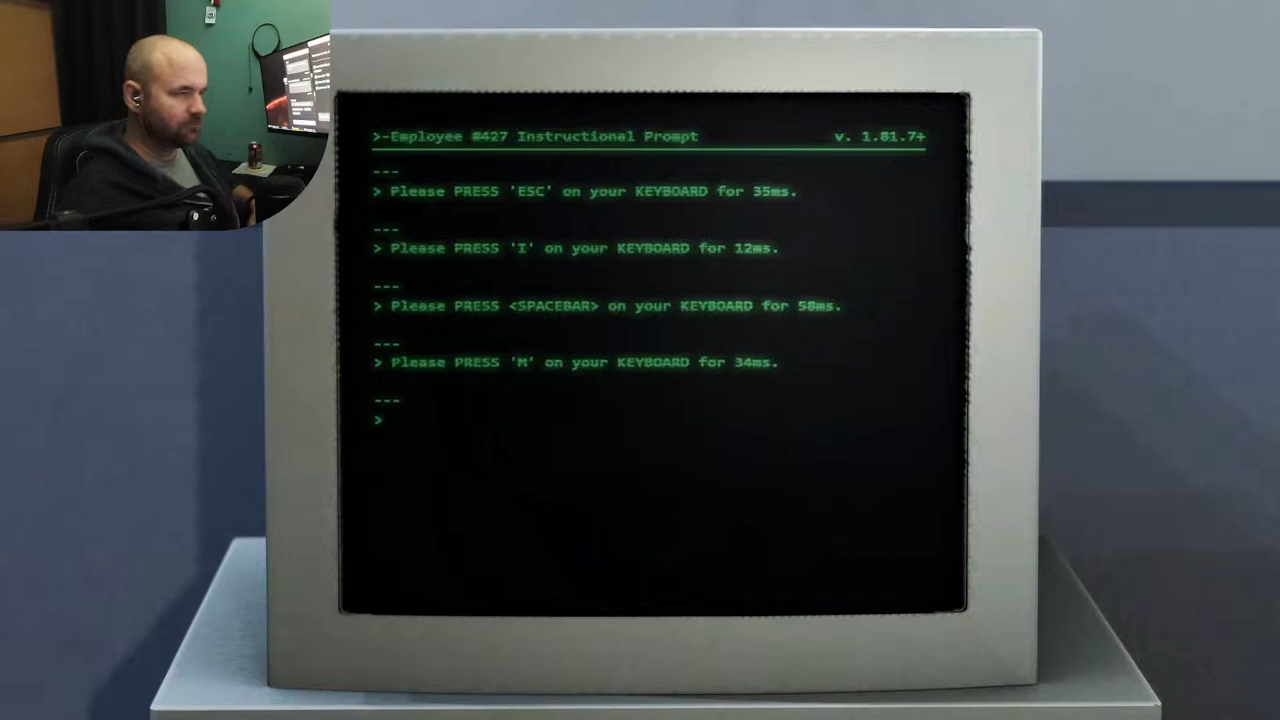 >-Employee #427 Instructional Prompt v. 1.81.7+
---
> Please PRESS 'ESC' on your KEYBOARD for 35ms.
---
> Please PRESS 'I' on your KEYBOARD for 12ms.
---
> Please PRESS <SPACEBAR> on your KEYBOARD for 58ms.
---
> Please PRESS 'M' on your KEYBOARD for 34ms.
---
>